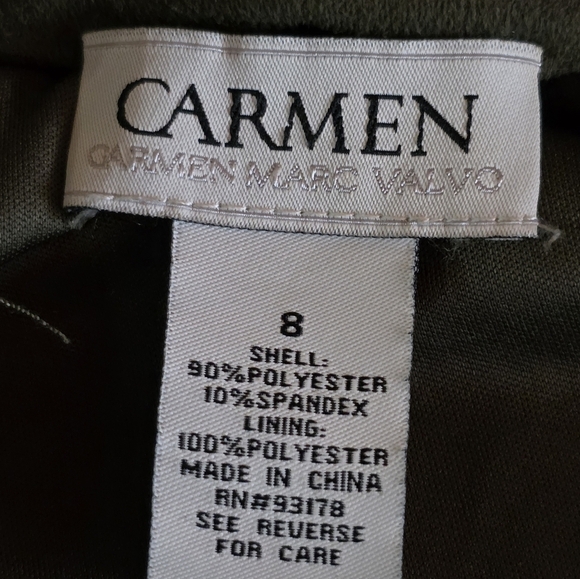 CARMEN
CARMEN MARC VALVO
8
SHELL:
90%POLYESTER
10%SPANDEX
LINING:
100%POLYESTER
MADE IN CHINA
RN#93178
SEE REVERSE
FOR CARE